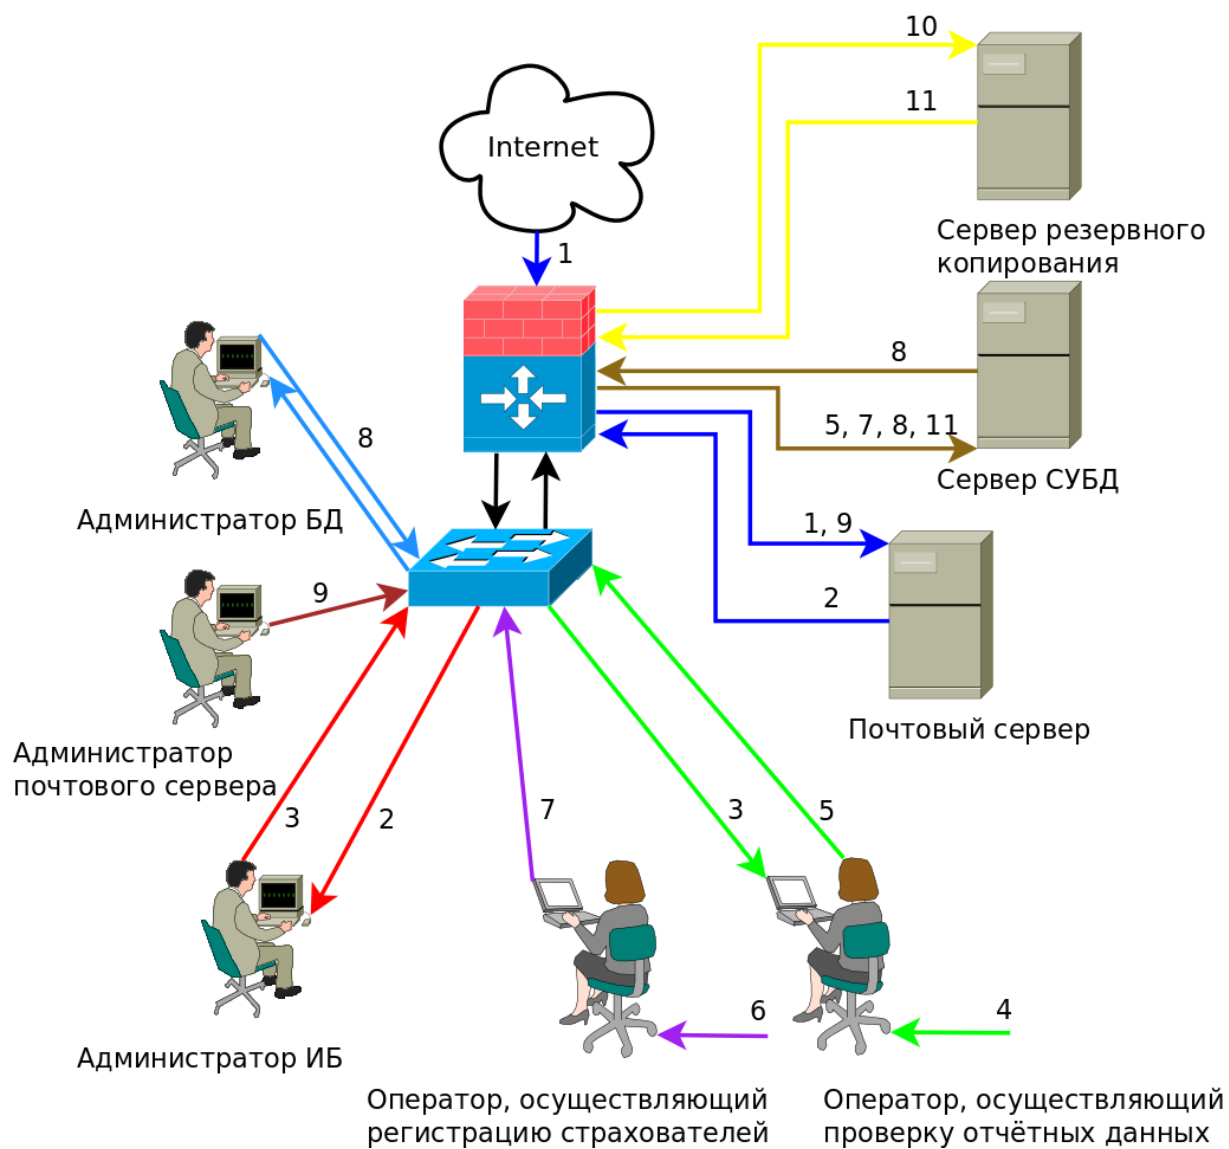 10
11
Internet
Сервер резервного
копирования
1
8
5, 7, 8, 11
Сервер СУБД
8
Администратор БД
1, 9
9
2
Почтовый сервер
Администратор
почтового сервера
3
2
7
3
5
6
4
Администратор ИБ
Оператор, осуществляющий
регистрацию страхователей
Оператор, осуществляющий
проверку отчётных данных